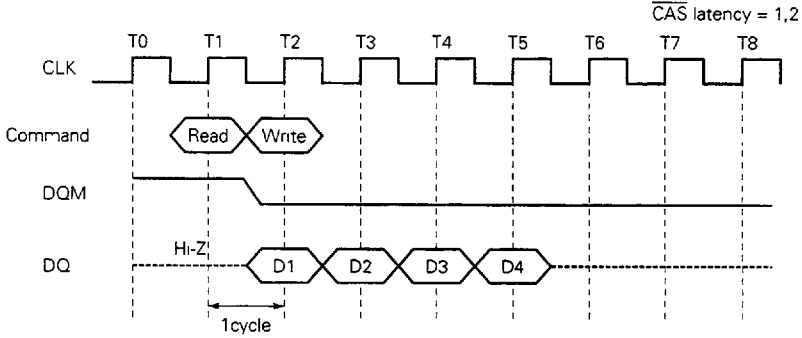 CAS latency = 1,2
T0 T1 T2 T3 T4 T5 T6 T7 T8
CLK
Command Read Write
DQM
Hi-Z
DQ D1 D2 D3 D4
1cycle